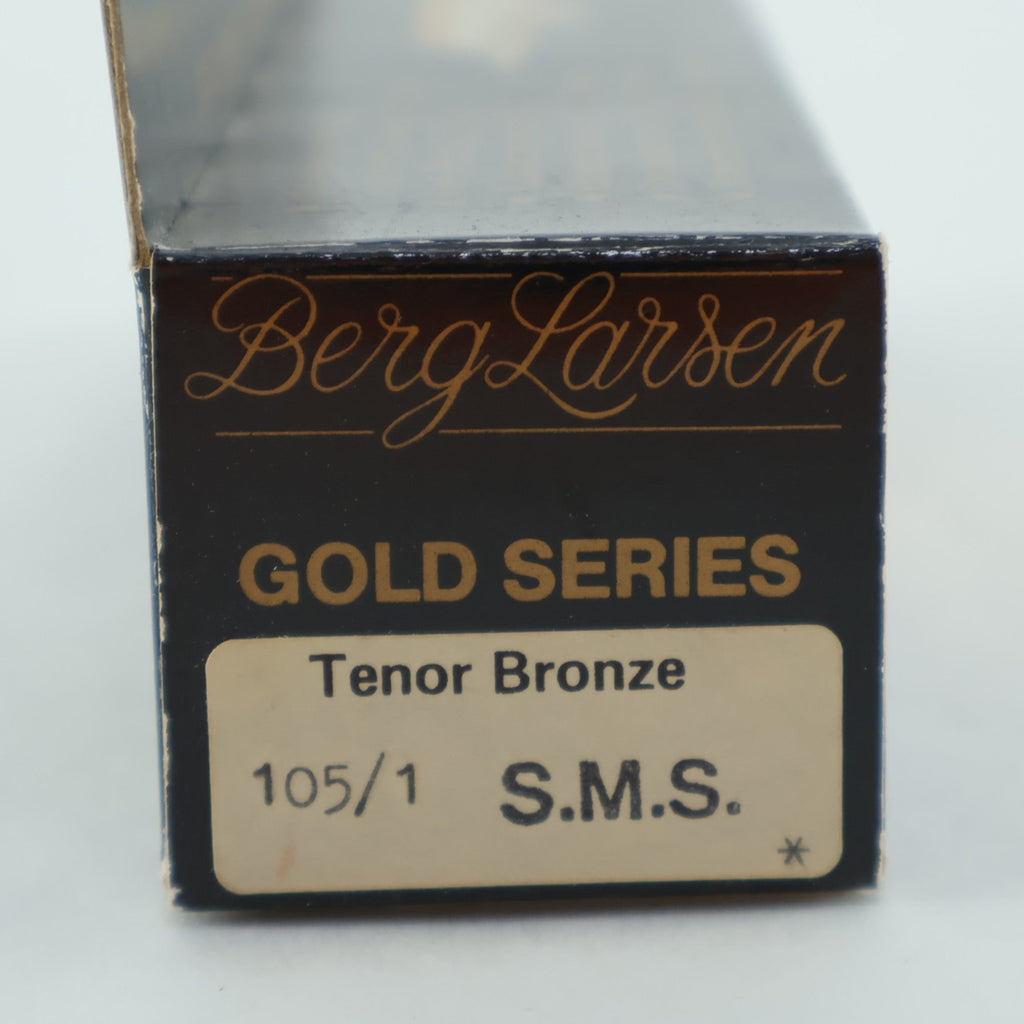 Berg Larsen
GOLD SERIES
Tenor Bronze
105/1 S.M.S.
*